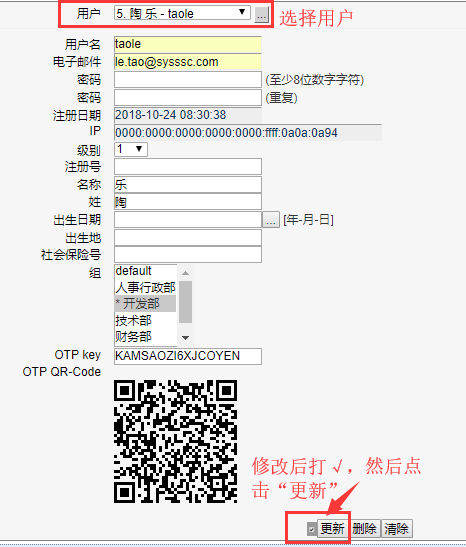 用户 5. 陶 乐 - taole ... 选择用户
用户名 taole
电子邮件 le.tao@sysssc.com
密码 (至少8位数字字符)
密码 (重复)
注册日期 2018-10-24 08:30:38
IP 0000:0000:0000:0000:0000:ffff:0a0a:0a94
级别 1
注册号
名称 乐
姓 陶
出生日期 ... [年-月-日]
出生地
社会保险号
组 default
人事行政部
* 开发部
技术部
财务部
OTP key KAMSAOZI6XJCOYEN
OTP QR-Code
修改后打√，然后点
击“更新”
更新 删除 清除